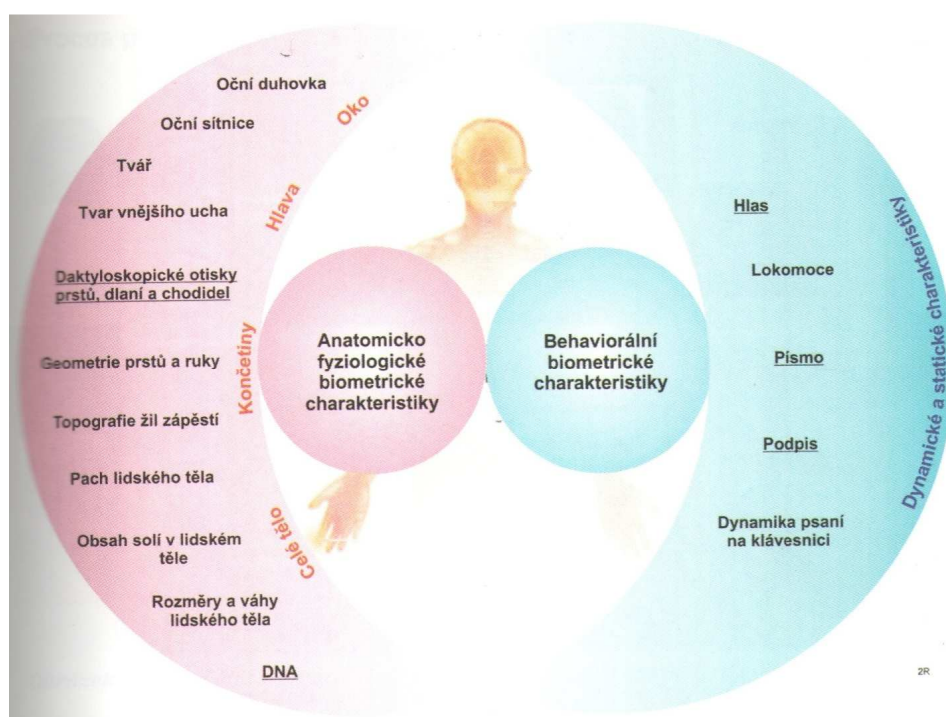 Oční duhovka
Oční sítnice
Tvář
Tvar vnějšího ucha
Daktyloskopické otisky
prstů, dlaní a chodidel
Geometrie prstů a ruky
Topografie žil zápěstí
Pach lidského těla
Obsah solí v lidském
těle
Rozměry a váhy
lidského těla
DNA
Oko
Hlava
Končetiny
Celé tělo
Anatomicko
fyziologické
biometrické
charakteristiky
Behaviorální
biometrické
charakteristiky
Hlas
Lokomoce
Písmo
Podpis
Dynamika psaní
na klávesnici
Dynamické a statické charakteristiky
2R